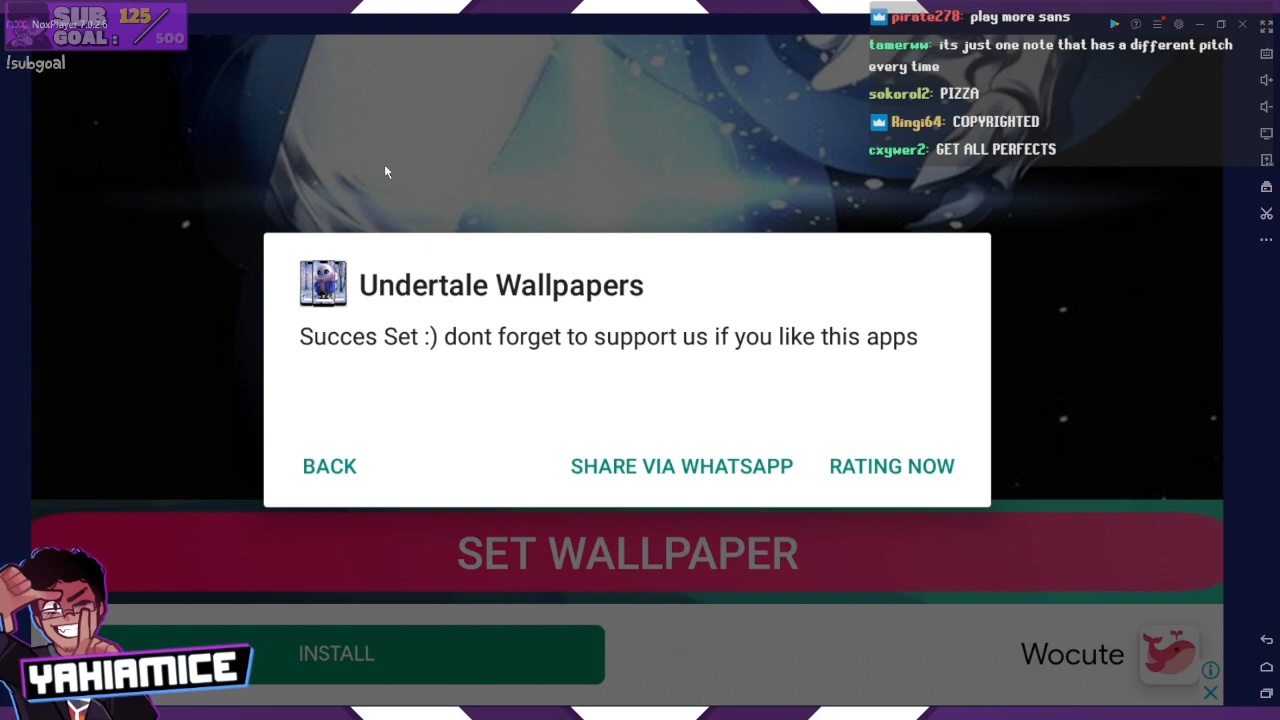 NoxPlayer 7.0.2.6
SUB 125
GOAL: 500
!subgoal
pirate278: play more sans
tamerww: its just one note that has a different pitch
every time
sokorol2: PIZZA
Ringi64: COPYRIGHTED
cxywer2: GET ALL PERFECTS
Undertale Wallpapers
Succes Set :) dont forget to support us if you like this apps
BACK
SHARE VIA WHATSAPP
RATING NOW
SET WALLPAPER
INSTALL
Wocute
YAHIAMICE